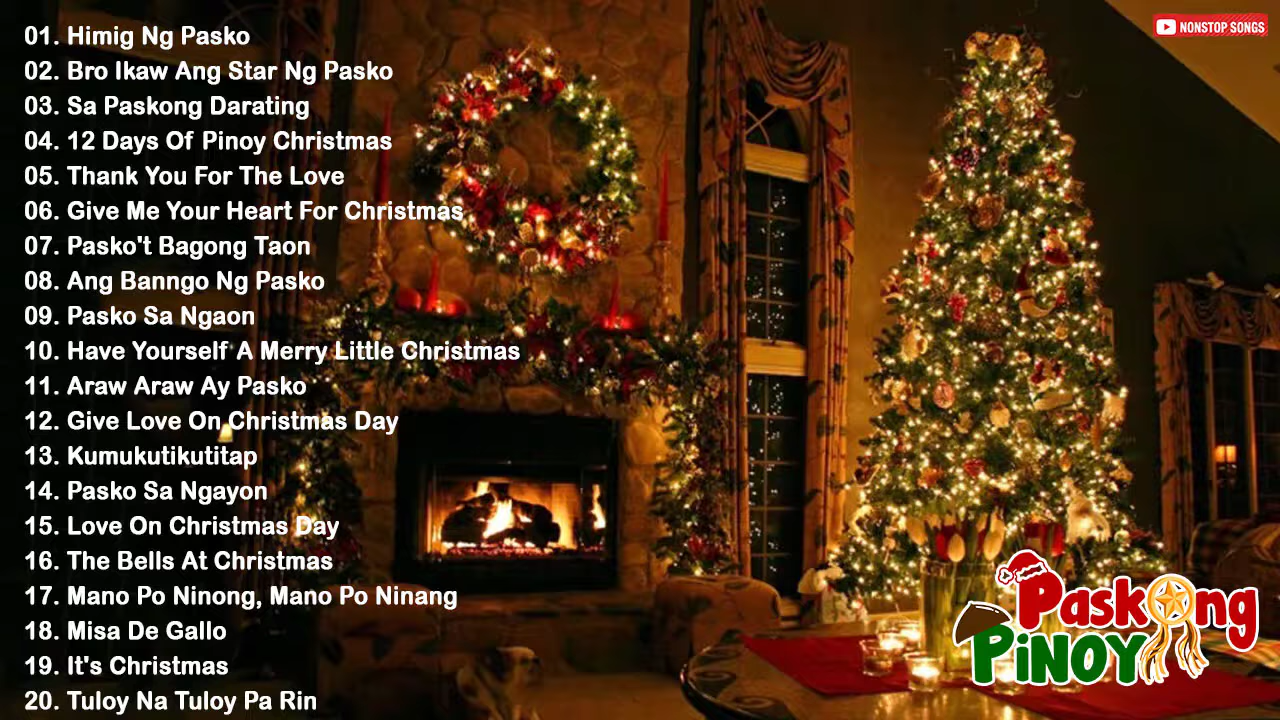 01. Himig Ng Pasko
02. Bro Ikaw Ang Star Ng Pasko
03. Sa Paskong Darating
04. 12 Days Of Pinoy Christmas
05. Thank You For The Love
06. Give Me Your Heart For Christmas
07. Pasko't Bagong Taon
08. Ang Banngo Ng Pasko
09. Pasko Sa Ngaon
10. Have Yourself A Merry Little Christmas
11. Araw Araw Ay Pasko
12. Give Love On Christmas Day
13. Kumukutikutitap
14. Pasko Sa Ngayon
15. Love On Christmas Day
16. The Bells At Christmas
17. Mano Po Ninong, Mano Po Ninang
18. Misa De Gallo
19. It's Christmas
20. Tuloy Na Tuloy Pa Rin
NONSTOP SONGS
Paskong
PiNOY